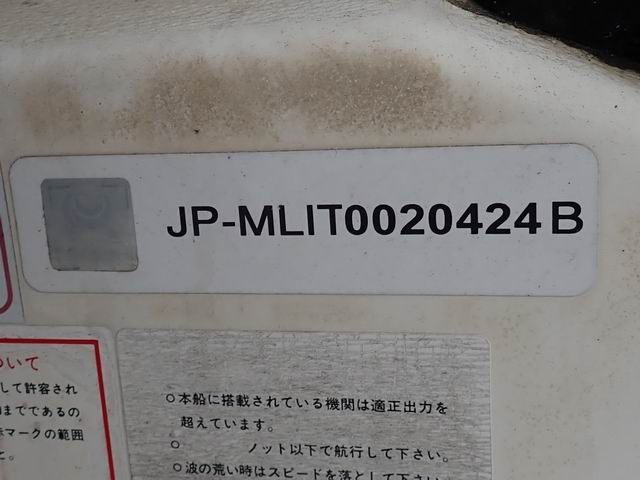 JP-MLIT0020424B
ついて
して許容され
までであるの
マークの範囲
○本船に搭載されている機関は適正出力を
超えています。
○ ノット以下で航行して下さい。
○波の荒い時はスピードを落として下さい